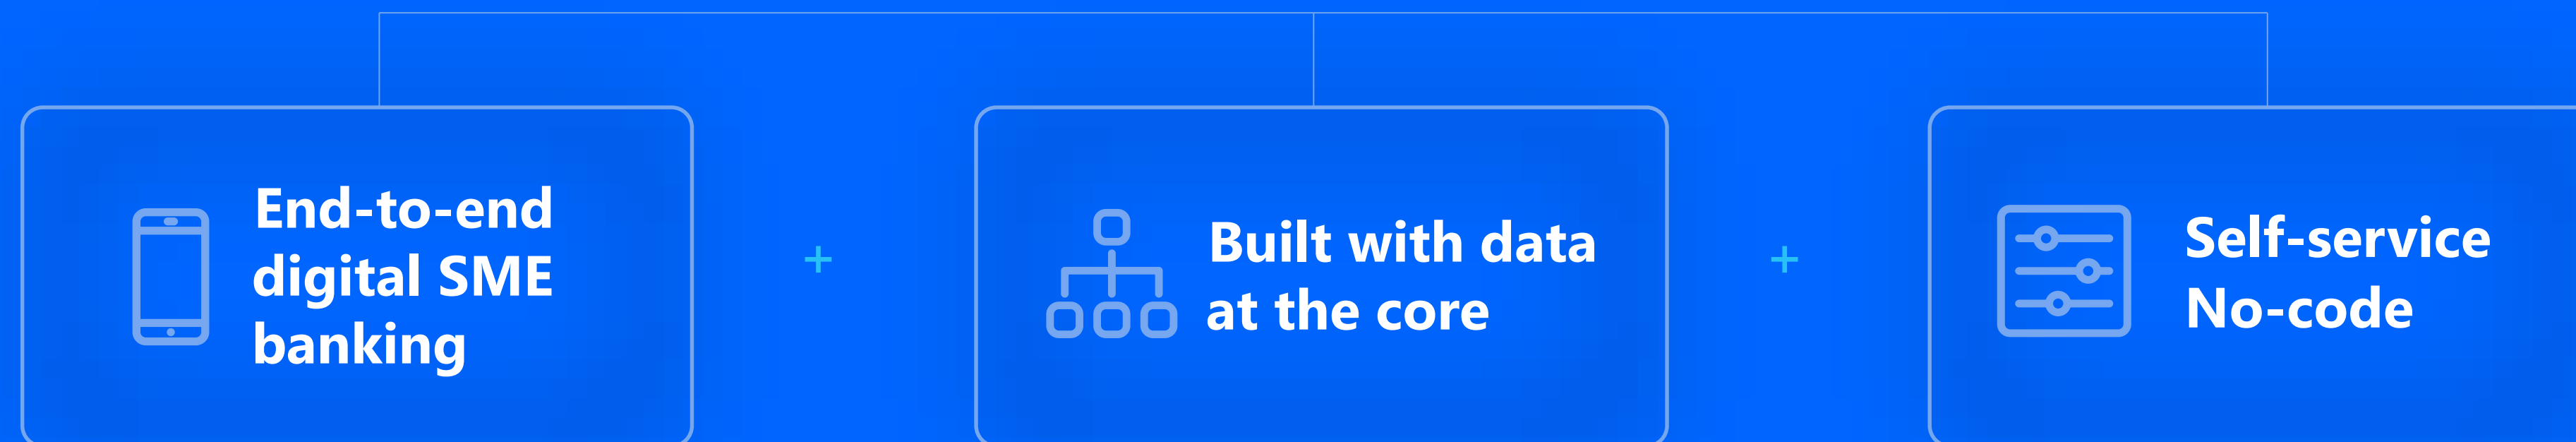 End-to-end
digital SME
banking
+
Built with data
at the core
+
Self-service
No-code